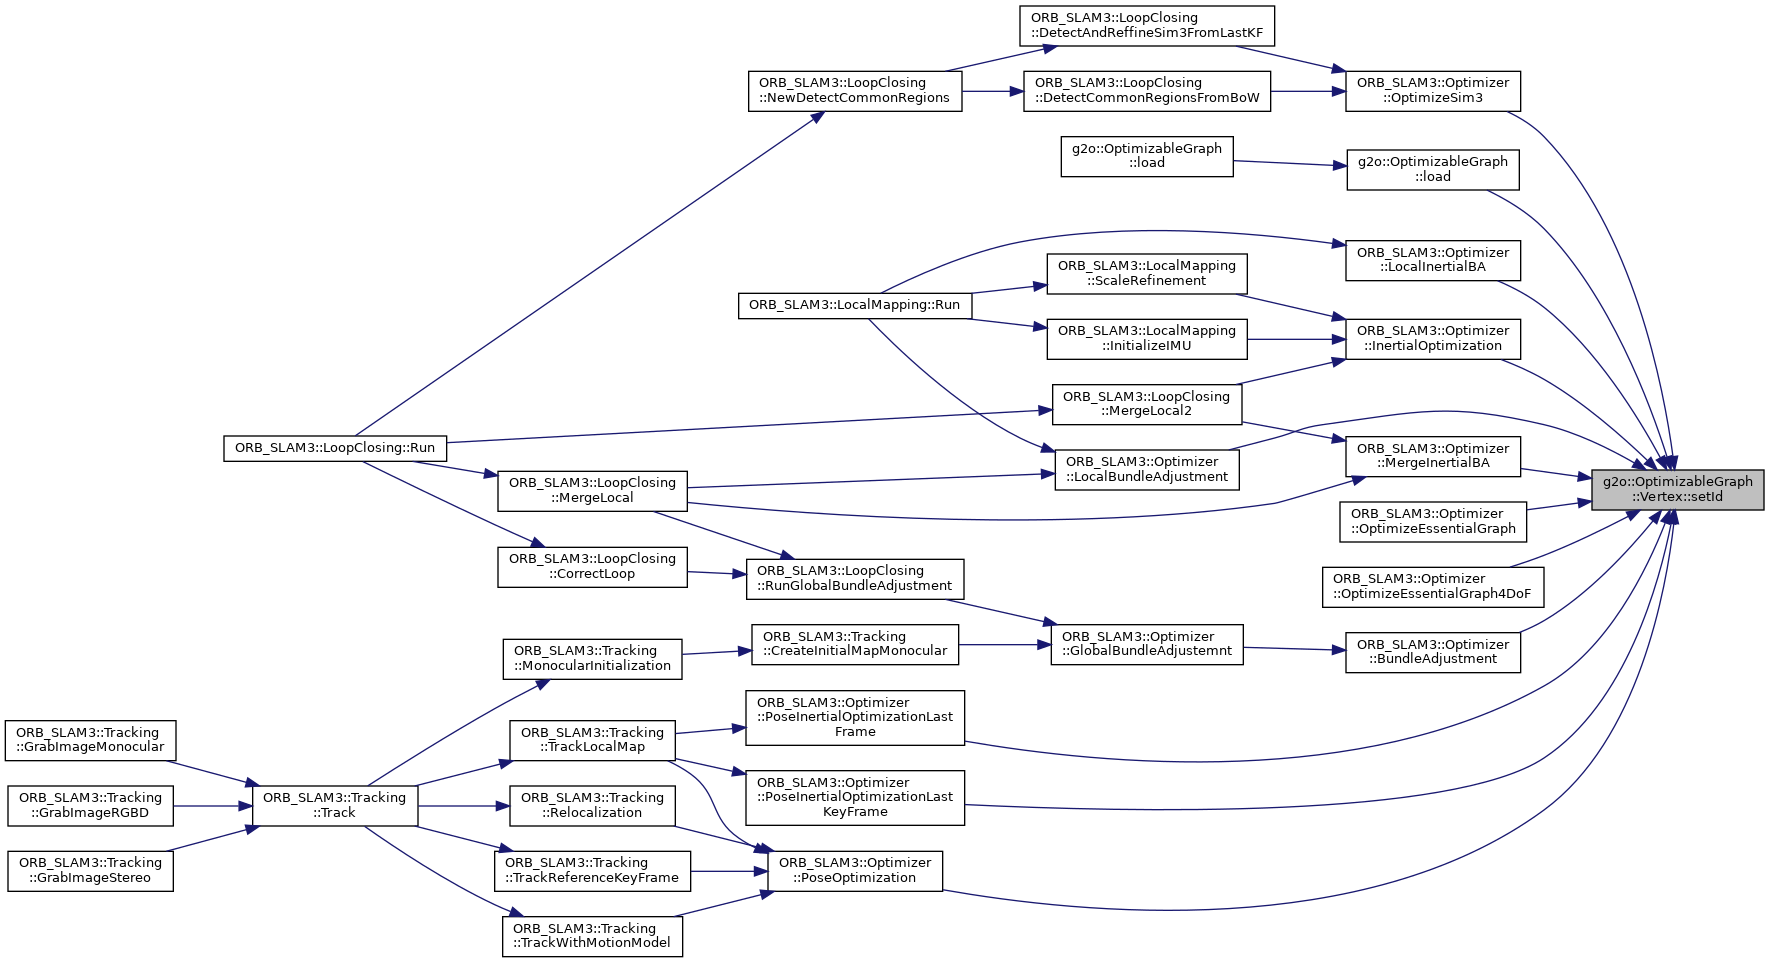 ORB_SLAM3::LoopClosing
::DetectAndReffineSim3FromLastKF
ORB_SLAM3::LoopClosing
::NewDetectCommonRegions
ORB_SLAM3::LoopClosing
::DetectCommonRegionsFromBoW
ORB_SLAM3::Optimizer
::OptimizeSim3
g2o::OptimizableGraph
::load
g2o::OptimizableGraph
::load
ORB_SLAM3::Optimizer
::LocalInertialBA
ORB_SLAM3::LocalMapping
::ScaleRefinement
ORB_SLAM3::LocalMapping::Run
ORB_SLAM3::LocalMapping
::InitializeIMU
ORB_SLAM3::Optimizer
::InertialOptimization
ORB_SLAM3::LoopClosing
::MergeLocal2
ORB_SLAM3::LoopClosing::Run
ORB_SLAM3::Optimizer
::LocalBundleAdjustment
ORB_SLAM3::Optimizer
::MergeInertialBA
g2o::OptimizableGraph
::Vertex::setId
ORB_SLAM3::LoopClosing
::MergeLocal
ORB_SLAM3::Optimizer
::OptimizeEssentialGraph
ORB_SLAM3::LoopClosing
::CorrectLoop
ORB_SLAM3::LoopClosing
::RunGlobalBundleAdjustment
ORB_SLAM3::Optimizer
::OptimizeEssentialGraph4DoF
ORB_SLAM3::Tracking
::MonocularInitialization
ORB_SLAM3::Tracking
::CreateInitialMapMonocular
ORB_SLAM3::Optimizer
::GlobalBundleAdjustemnt
ORB_SLAM3::Optimizer
::BundleAdjustment
ORB_SLAM3::Tracking
::GrabImageMonocular
ORB_SLAM3::Tracking
::TrackLocalMap
ORB_SLAM3::Optimizer
::PoseInertialOptimizationLast
Frame
ORB_SLAM3::Tracking
::GrabImageRGBD
ORB_SLAM3::Tracking
::Track
ORB_SLAM3::Tracking
::Relocalization
ORB_SLAM3::Optimizer
::PoseInertialOptimizationLast
KeyFrame
ORB_SLAM3::Tracking
::GrabImageStereo
ORB_SLAM3::Tracking
::TrackReferenceKeyFrame
ORB_SLAM3::Optimizer
::PoseOptimization
ORB_SLAM3::Tracking
::TrackWithMotionModel